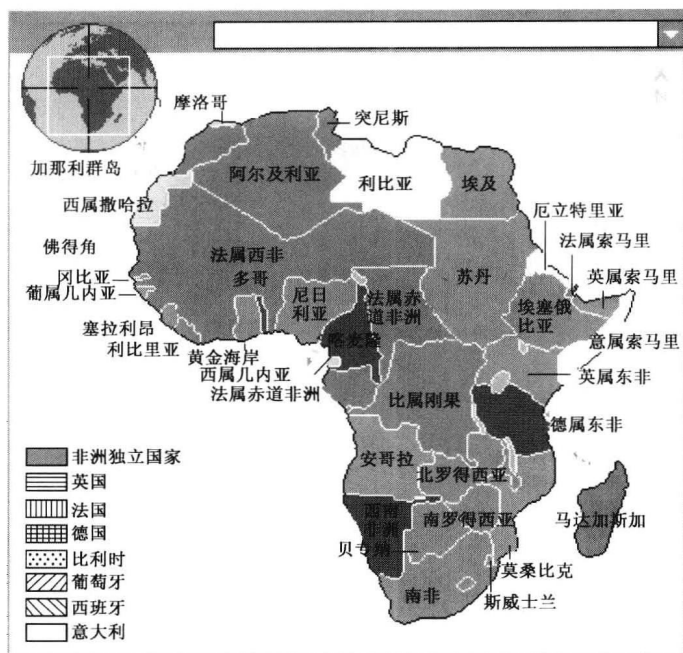 摩洛哥
突尼斯
加那利群岛
阿尔及利亚
利比亚
埃及
西属撒哈拉
厄立特里亚
佛得角
法属西非
法属索马里
多哥
苏丹
冈比亚
英属索马里
葡属几内亚
尼日
利亚
法属赤
道非洲
埃塞俄
比亚
喀麦隆
塞拉利昂
利比里亚
意属索马里
黄金海岸
西属几内亚
英属东非
法属赤道非洲
比属刚果
德属东非
安哥拉
北罗得西亚
非洲独立国家
英国
法国
德国
比利时
葡萄牙
西班牙
意大利
西南
非洲
南罗得西亚
马达加斯加
贝专纳
莫桑比克
南非
斯威士兰